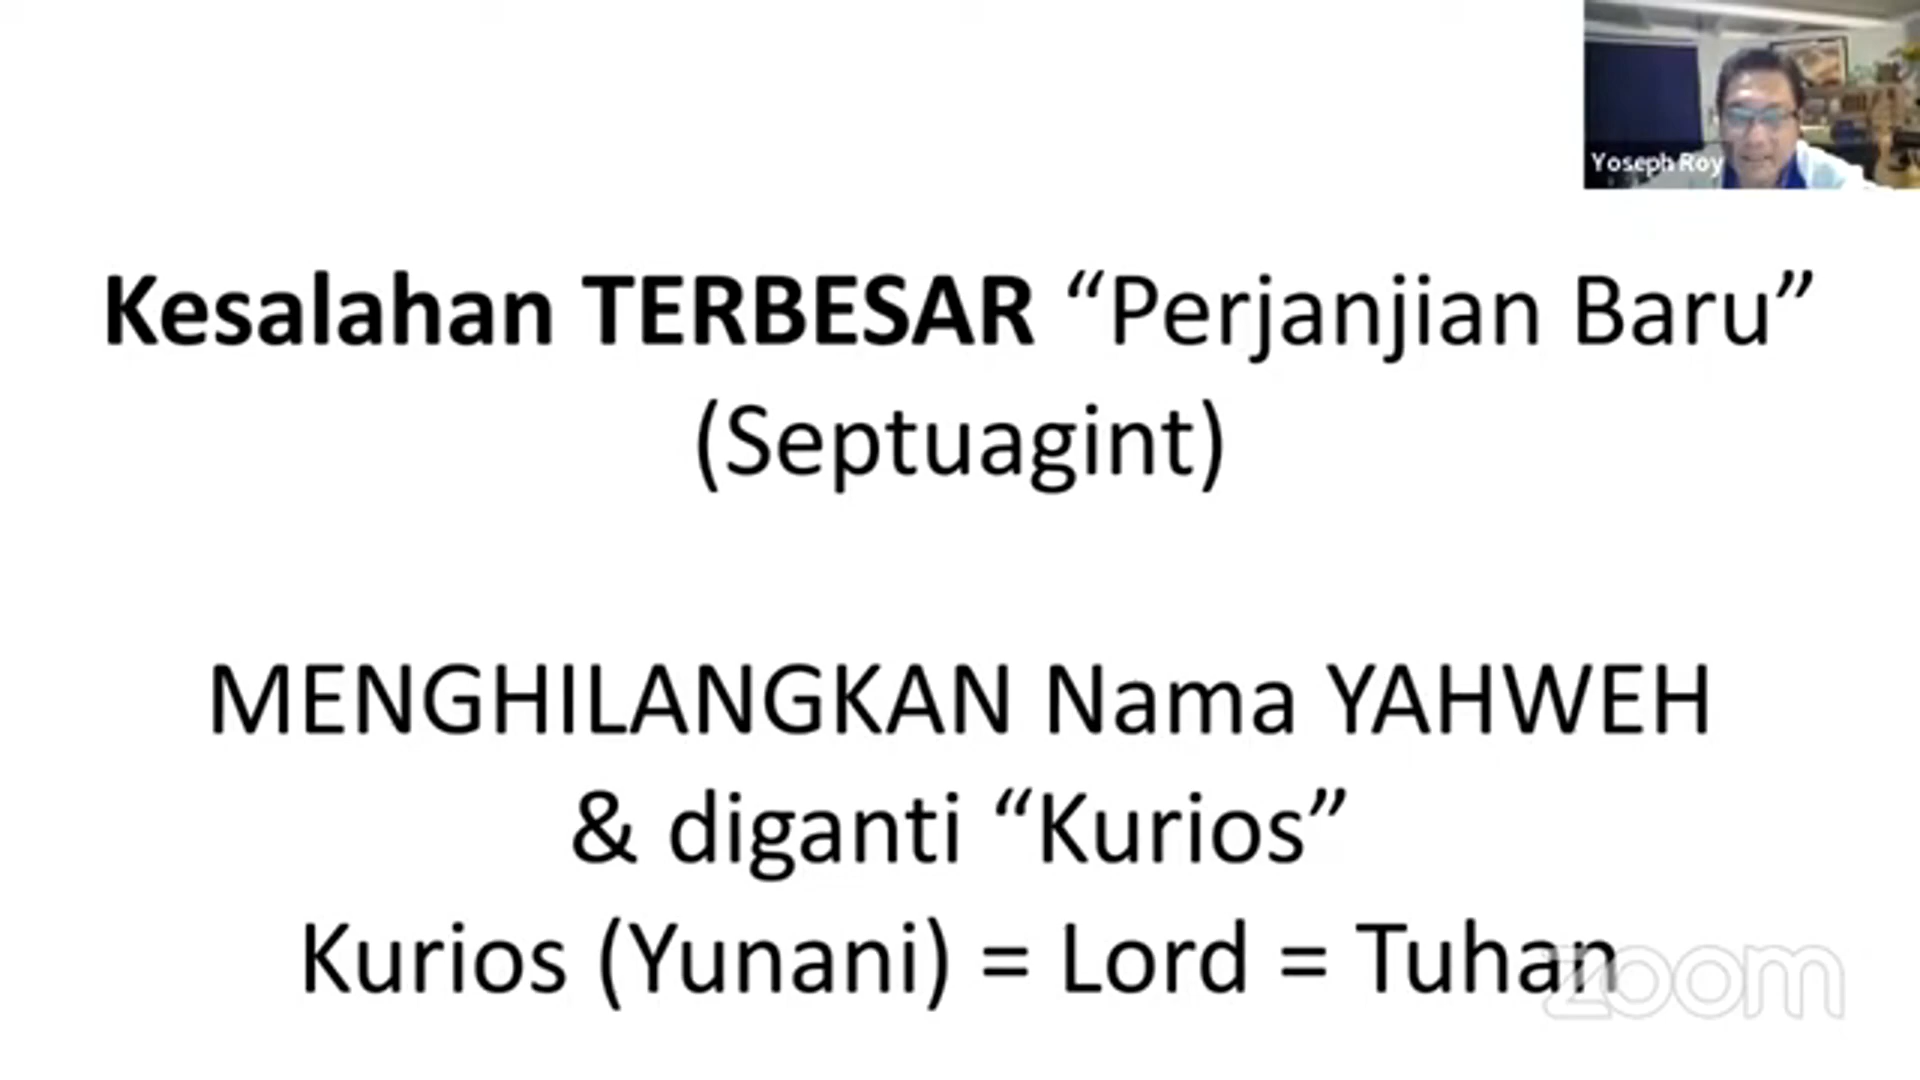 Yoseph Roy
Kesalahan TERBESAR “Perjanjian Baru”
(Septuagint)
MENGHILANGKAN Nama YAHWEH
& diganti “Kurios”
Kurios (Yunani) = Lord = Tuhan
zoom